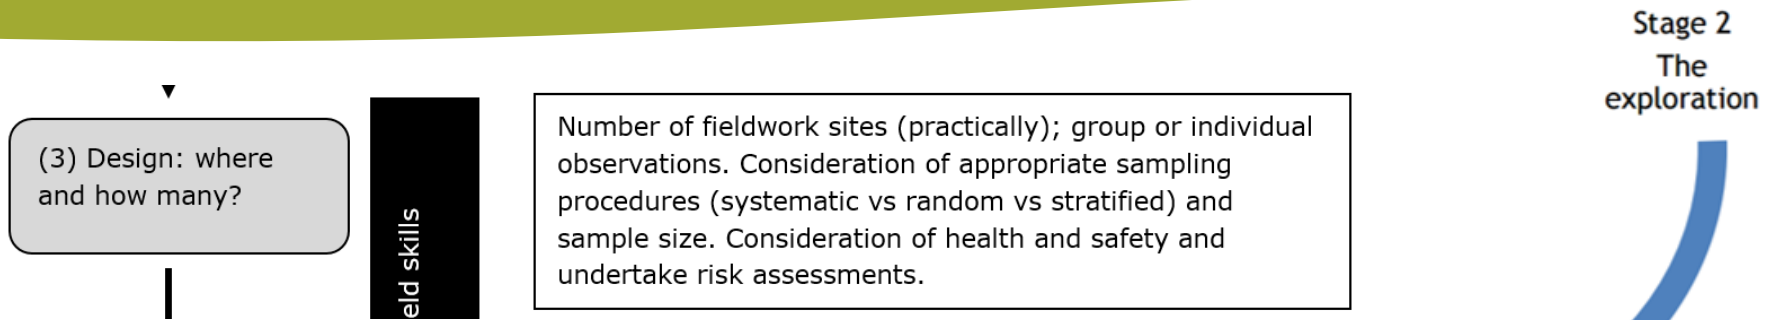 Stage 2
The
exploration
(3) Design: where
and how many?
eld skills
Number of fieldwork sites (practically); group or individual
observations. Consideration of appropriate sampling
procedures (systematic vs random vs stratified) and
sample size. Consideration of health and safety and
undertake risk assessments.